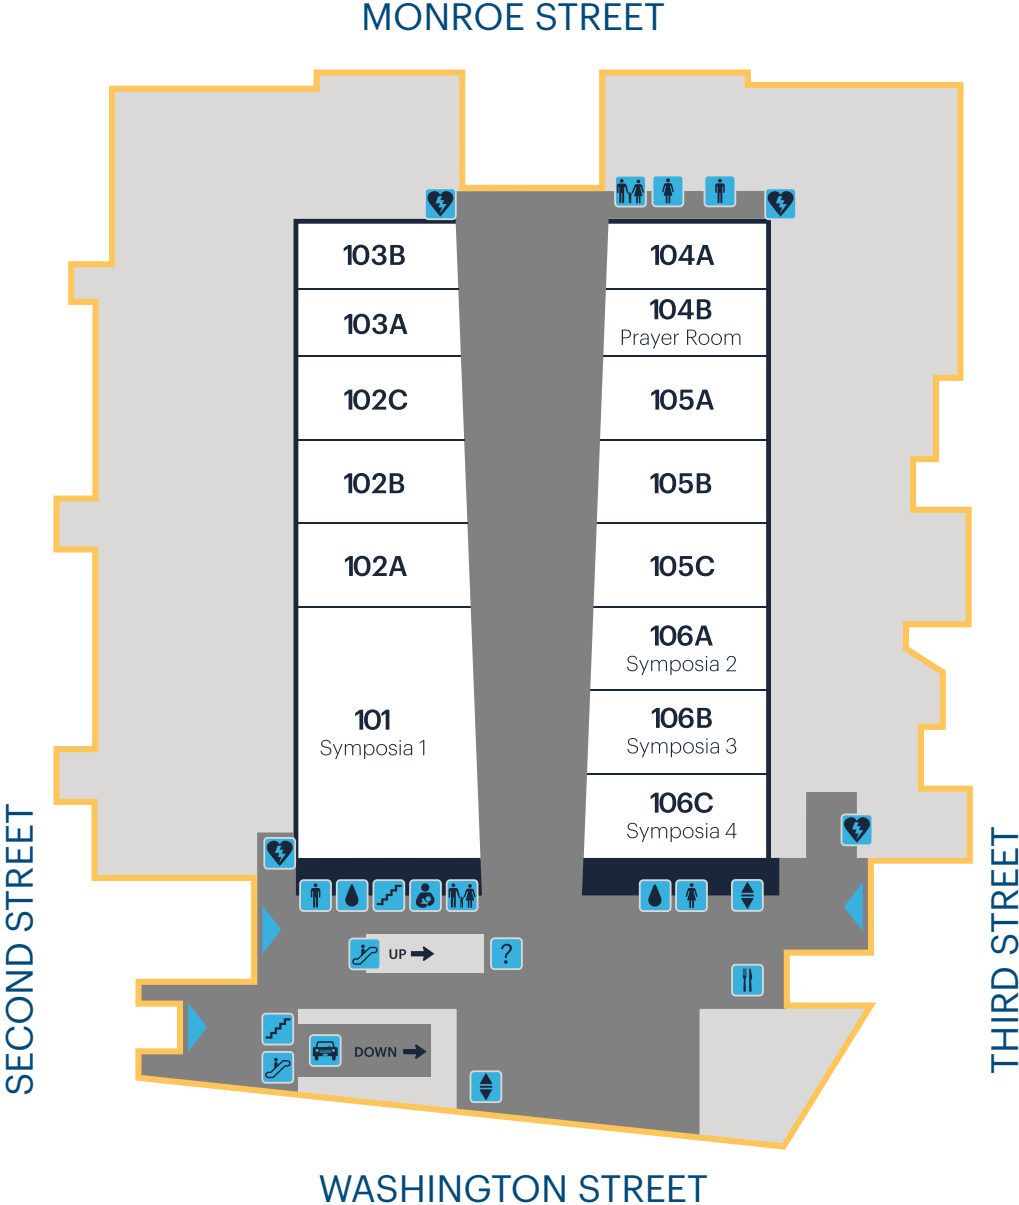 MONROE STREET
103B
104A
103A
104B
Prayer Room
102C
105A
102B
105B
102A
105C
106A
Symposia 2
101
Symposia 1
106B
Symposia 3
106C
Symposia 4
SECOND STREET
THIRD STREET
UP
?
DOWN
WASHINGTON STREET